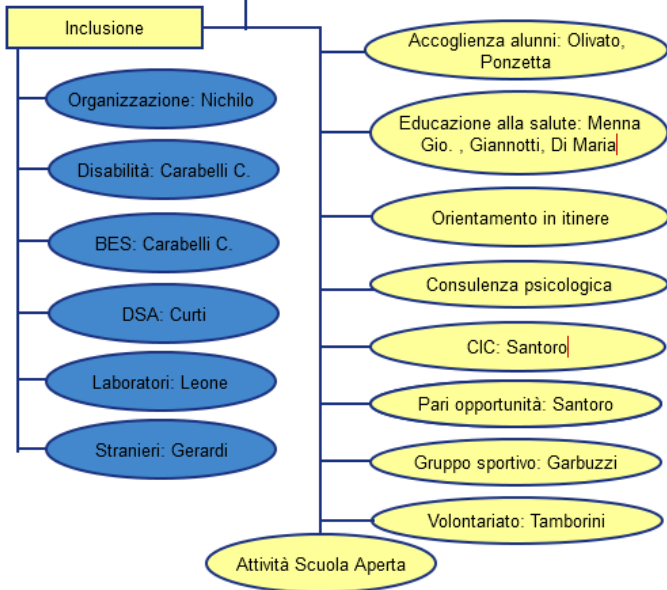 Inclusione
Organizzazione: Nichilo
Disabilità: Carabelli C.
BES: Carabelli C.
DSA: Curti
Laboratori: Leone
Stranieri: Gerardi
Accoglienza alunni: Olivato,
Ponzetta
Educazione alla salute: Menna
Gio. , Giannotti, Di Maria
Orientamento in itinere
Consulenza psicologica
CIC: Santoro
Pari opportunità: Santoro
Gruppo sportivo: Garbuzzi
Volontariato: Tamborini
Attività Scuola Aperta